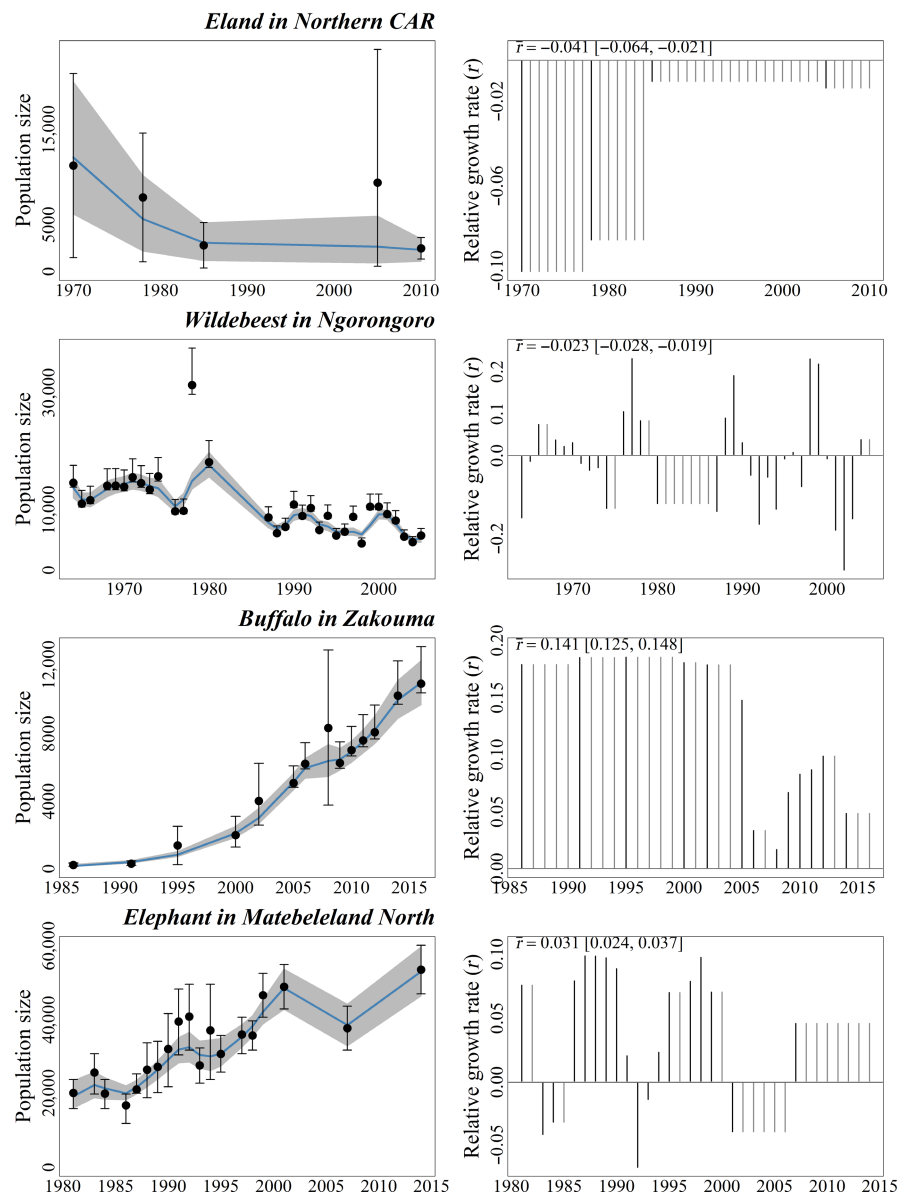 Eland in Northern CAR
Population size
15,000
5000
0
1970 1980 1990 2000 2010
r̅ = −0.041 [−0.064, −0.021]
Relative growth rate (r)
−0.02
−0.06
−0.10
1970 1980 1990 2000 2010
Wildebeest in Ngorongoro
Population size
30,000
10,000
0
1970 1980 1990 2000
r̅ = −0.023 [−0.028, −0.019]
Relative growth rate (r)
0.2
0.1
0.0
−0.2
1970 1980 1990 2000
Buffalo in Zakouma
Population size
12,000
8000
4000
0
1985 1990 1995 2000 2005 2010 2015
r̅ = 0.141 [0.125, 0.148]
Relative growth rate (r)
0.20
0.15
0.10
0.05
0.00
1985 1990 1995 2000 2005 2010 2015
Elephant in Matebeleland North
Population size
60,000
40,000
20,000
0
1980 1985 1990 1995 2000 2005 2010 2015
r̅ = 0.031 [0.024, 0.037]
Relative growth rate (r)
0.10
0.05
0.00
−0.05
1980 1985 1990 1995 2000 2005 2010 2015